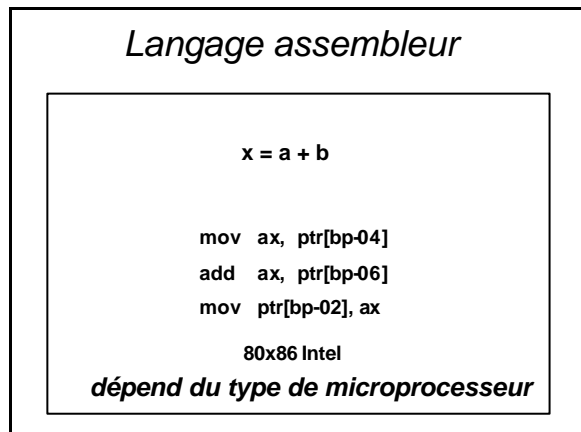 Langage assembleur
x = a + b
mov ax, ptr[bp-04]
add ax, ptr[bp-06]
mov ptr[bp-02], ax
80x86 Intel
dépend du type de microprocesseur